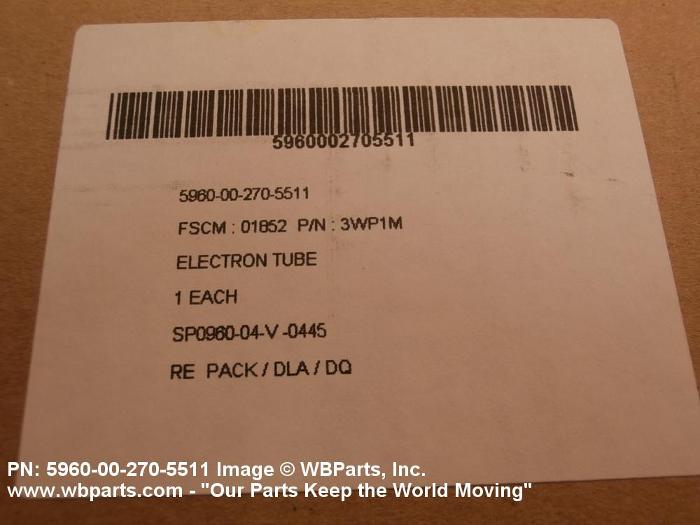 5960002705511
5960-00-270-5511
FSCM : 01852 P/N : 3WP1M
ELECTRON TUBE
1 EACH
SP0960-04-V -0445
RE PACK / DLA / DQ
PN: 5960-00-270-5511 Image © WBParts, Inc.
www.wbparts.com - "Our Parts Keep the World Moving"